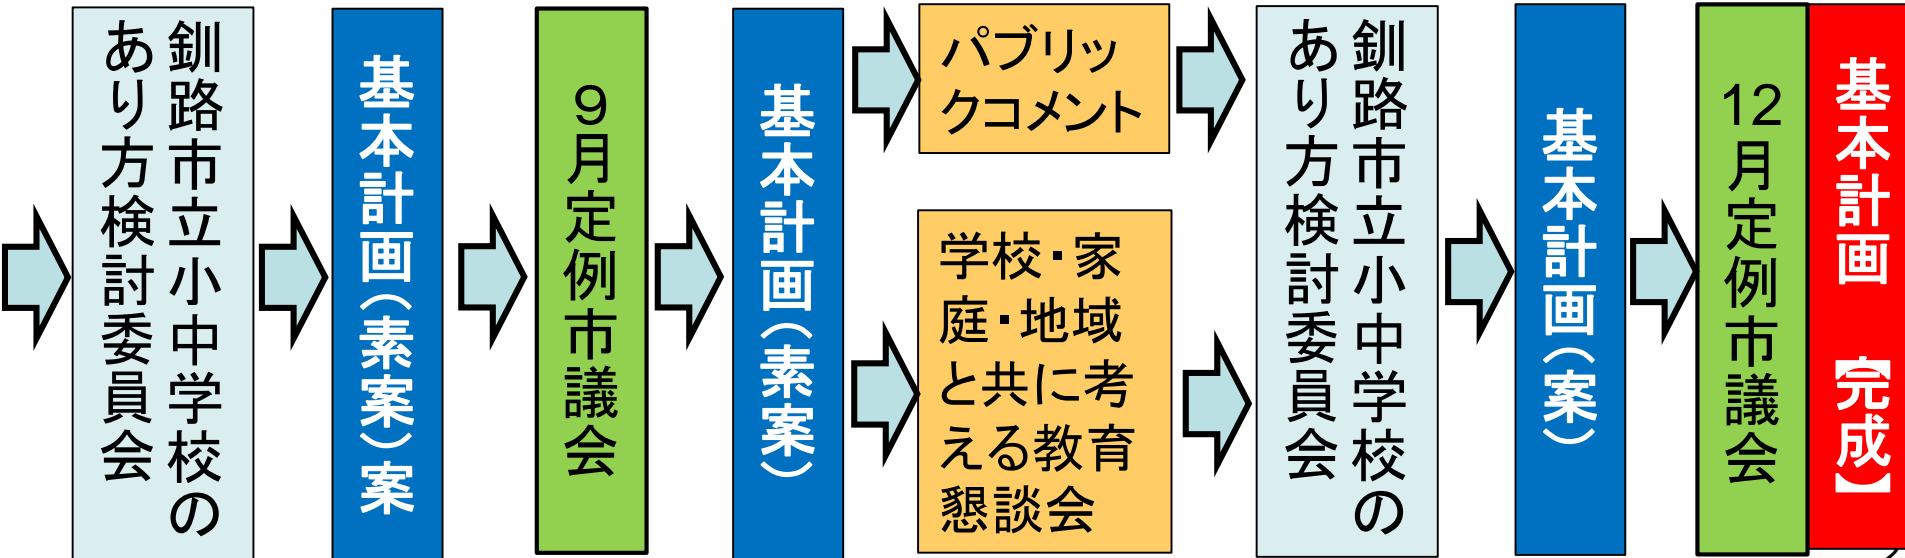 釧路市立小中学校の
あり方検討委員会
基本計画(素案)案
９月定例市議会
基本計画(素案)
パブリッ
クコメント
学校・家
庭・地域
と共に考
える教育
懇談会
釧路市立小中学校の
あり方検討委員会
基本計画(案)
12月定例市議会
基本計画　【完成】